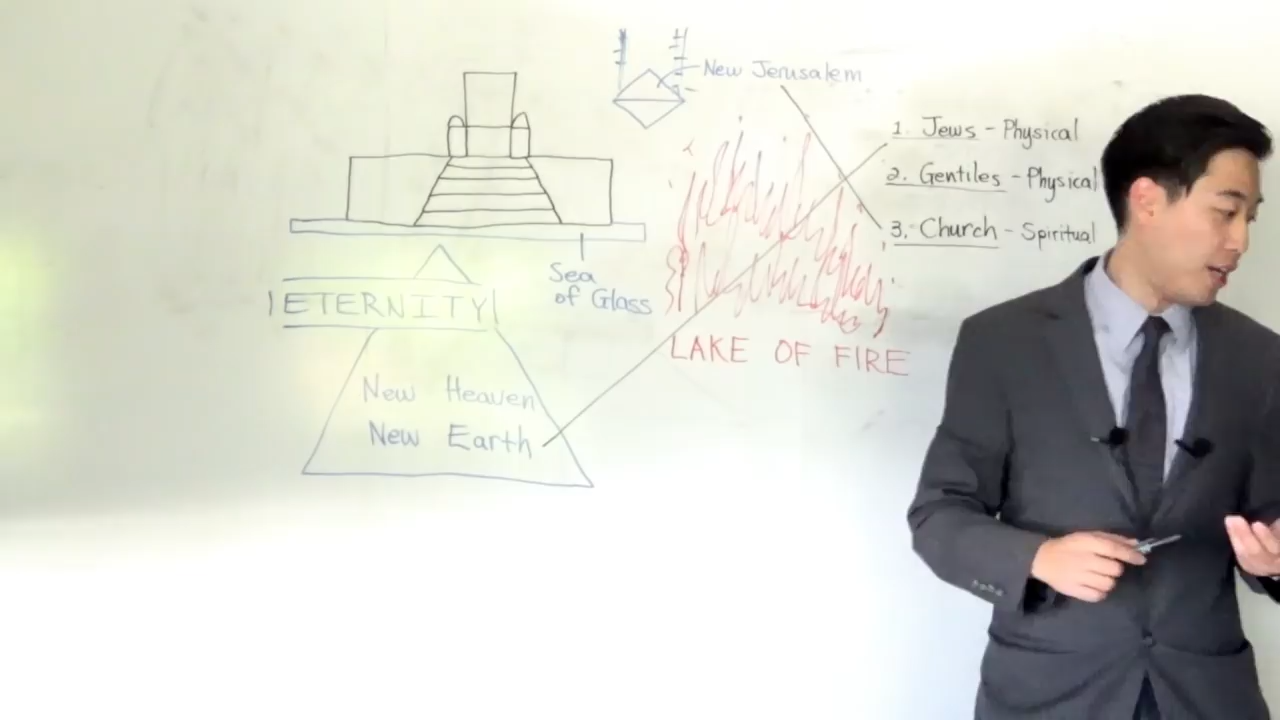 New Jerusalem
1. Jews - Physical
2. Gentiles - Physical
3. Church - Spiritual
Sea
of Glass
ETERNITY
LAKE OF FIRE
New Heaven
New Earth